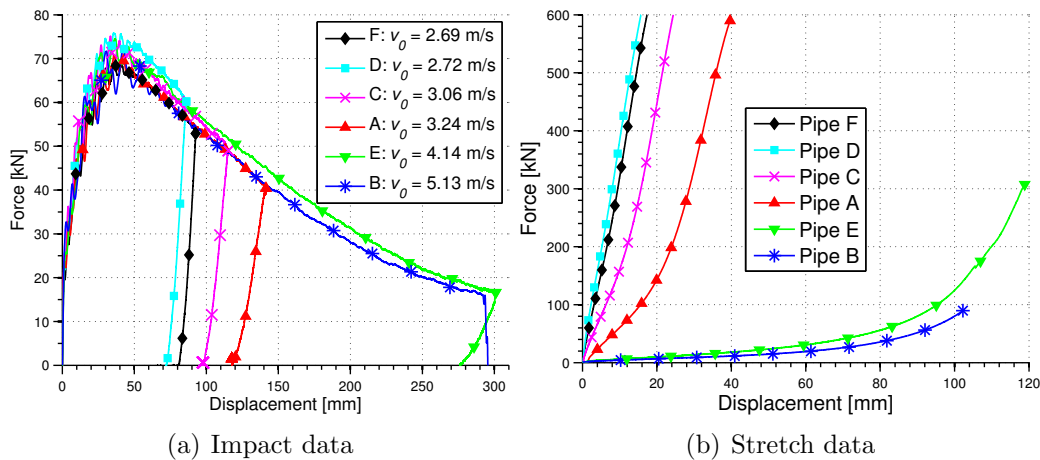 80
70
60
50
40
30
20
10
0
Force [kN]
0 50 100 150 200 250 300
Displacement [mm]
F: v0 = 2.69 m/s
D: v0 = 2.72 m/s
C: v0 = 3.06 m/s
A: v0 = 3.24 m/s
E: v0 = 4.14 m/s
B: v0 = 5.13 m/s
(a) Impact data
600
500
400
300
200
100
0
Force [kN]
0 20 40 60 80 100 120
Displacement [mm]
Pipe F
Pipe D
Pipe C
Pipe A
Pipe E
Pipe B
(b) Stretch data